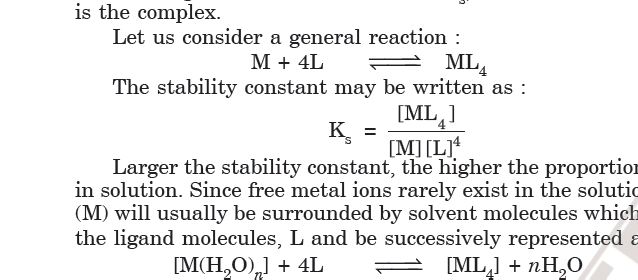 is the complex.
Let us consider a general reaction :
M + 4L ⇌ ML₄
The stability constant may be written as :
Kₛ = [ML₄] / [M][L]⁴
Larger the stability constant, the higher the proportion
in solution. Since free metal ions rarely exist in the
(M) will usually be surrounded by solvent molecules which
the ligand molecules, L and be successively represented
[M(H₂O)ₙ] + 4L ⇌ [ML₄] + nH₂O